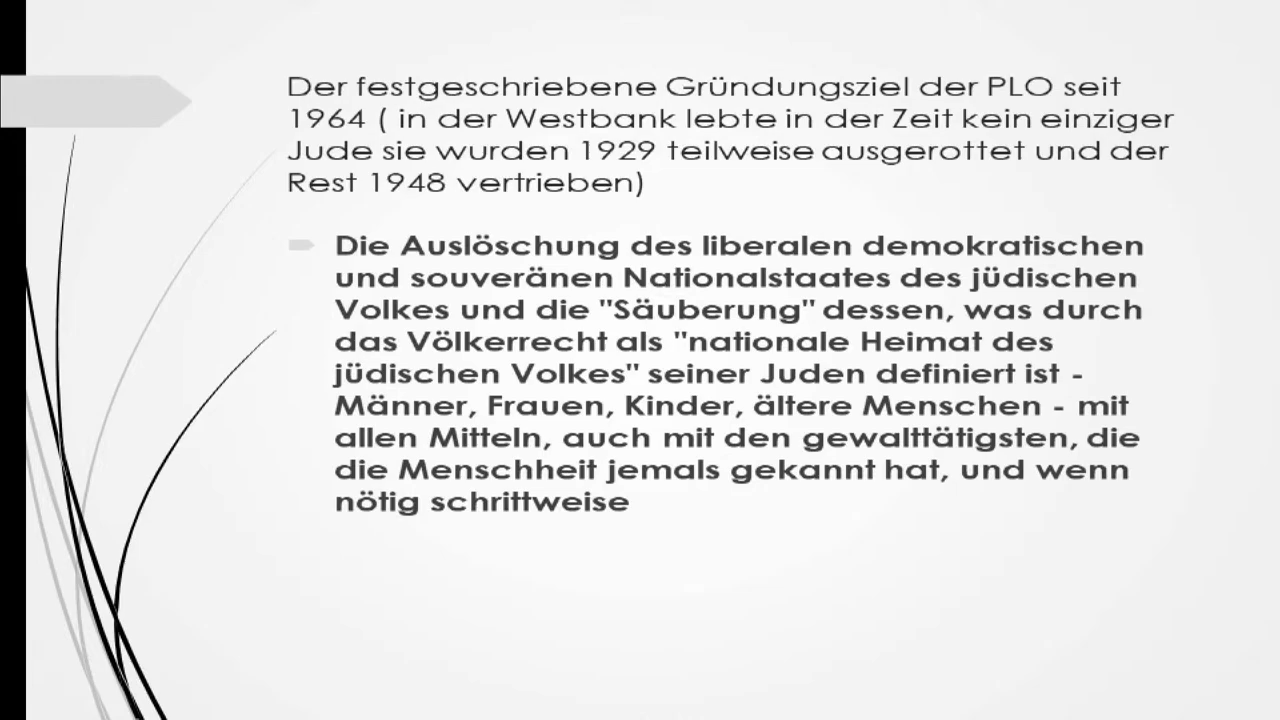 Der festgeschriebene Gründungsziel der PLO seit
1964 ( in der Westbank lebte in der Zeit kein einziger
Jude sie wurden 1929 teilweise ausgerottet und der
Rest 1948 vertrieben)
Die Auslöschung des liberalen demokratischen
und souveränen Nationalstaates des jüdischen
Volkes und die "Säuberung" dessen, was durch
das Völkerrecht als "nationale Heimat des
jüdischen Volkes" seiner Juden definiert ist -
Männer, Frauen, Kinder, ältere Menschen - mit
allen Mitteln, auch mit den gewalttätigsten, die
die Menschheit jemals gekannt hat, und wenn
nötig schrittweise